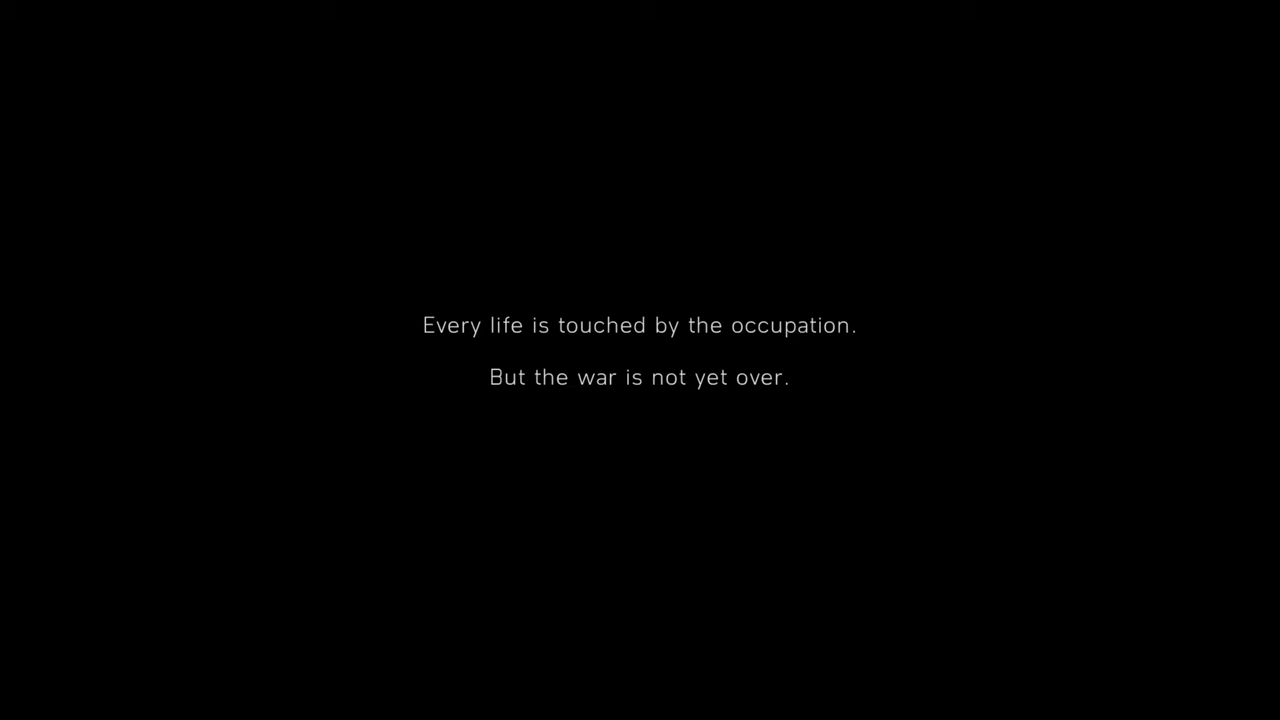 Every life is touched by the occupation.
But the war is not yet over.